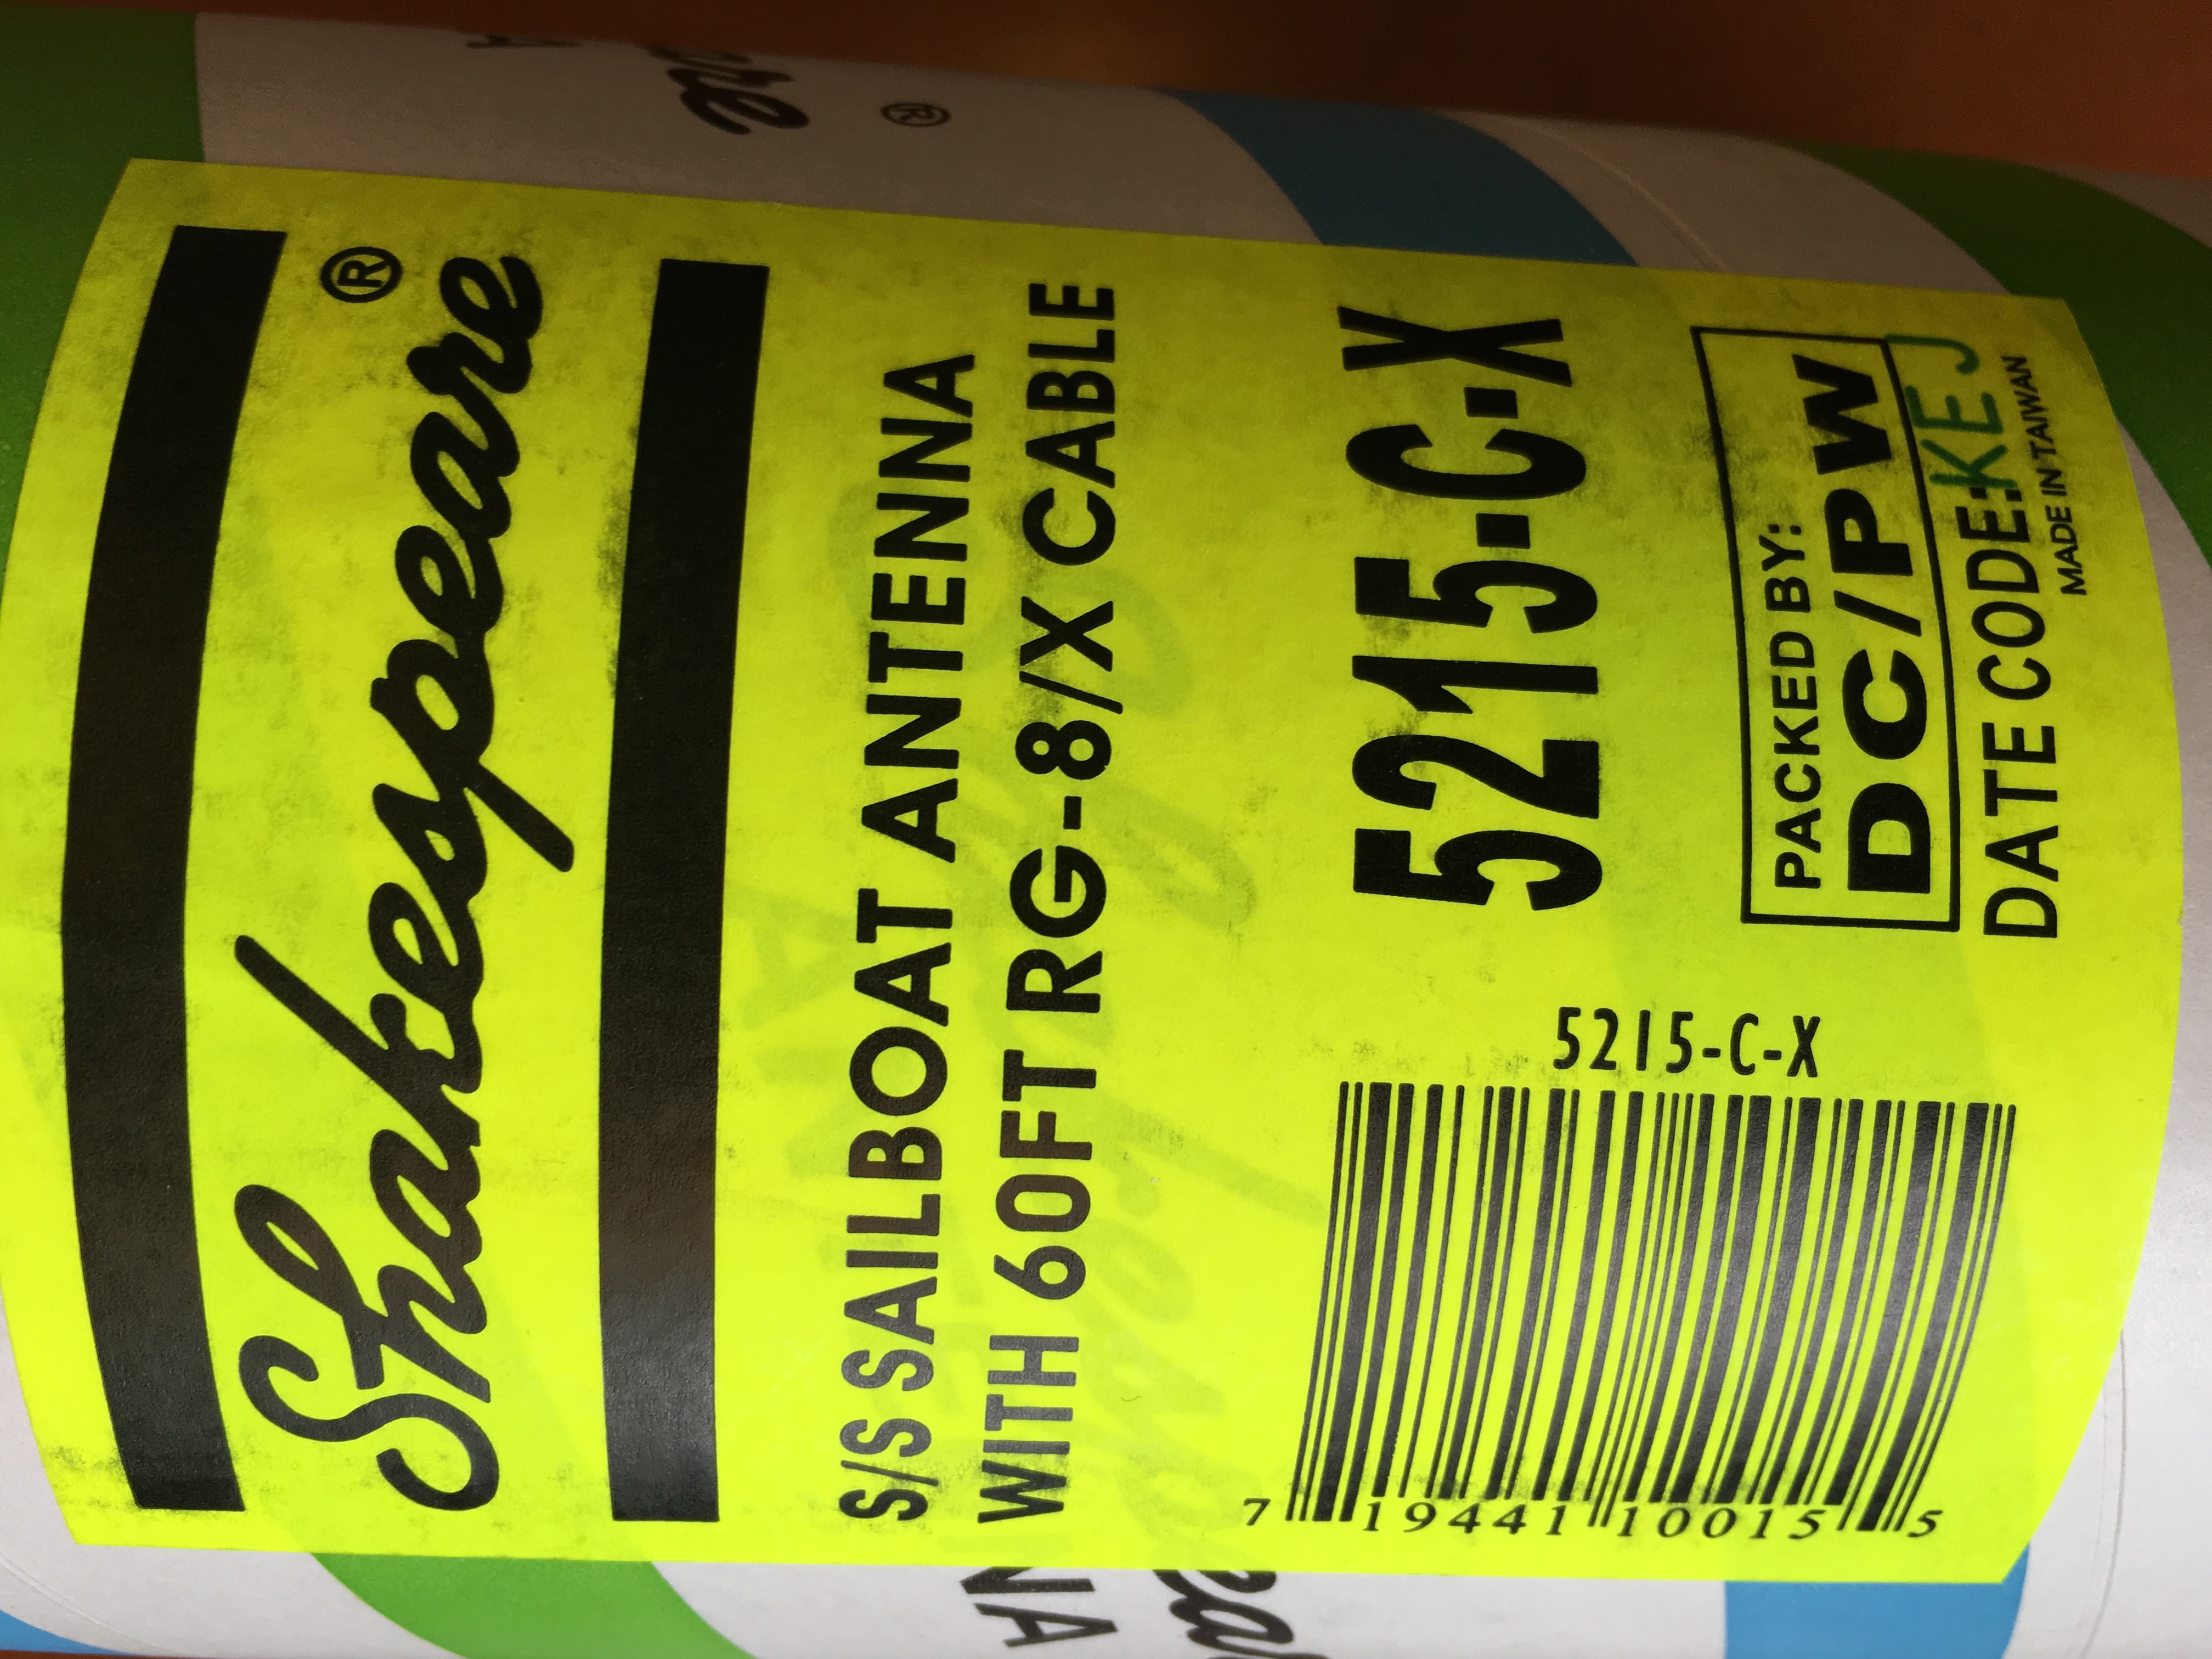 Shakespeare®
S/S SAILBOAT ANTENNA
WITH 60FT RG-8/X CABLE
5215-C-X
PACKED BY:
DC/PW
DATE CODE: KEJ
MADE IN TAIWAN
5215-C-X
7 19441 10015 5